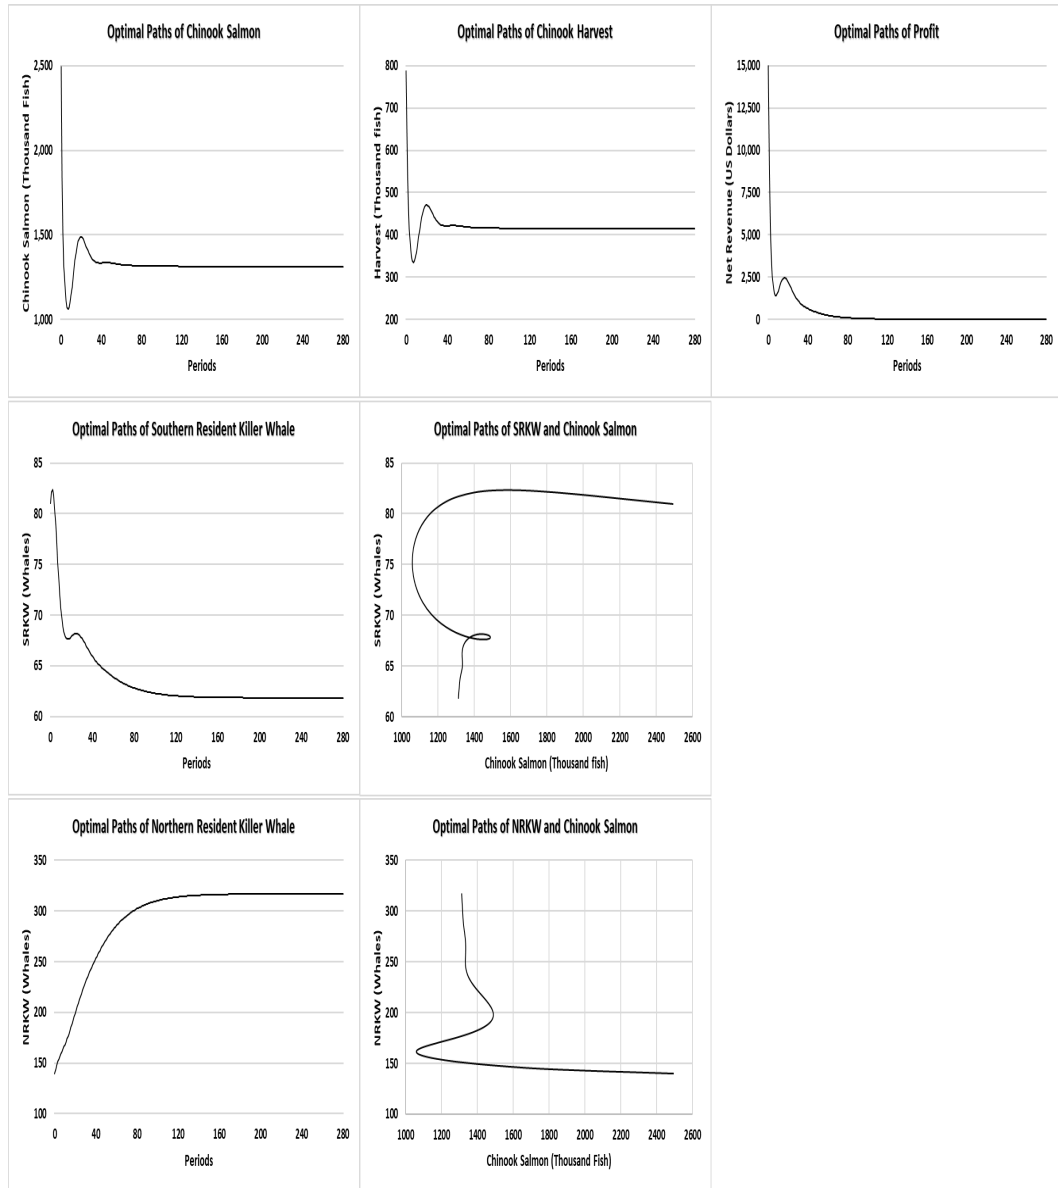 Optimal Paths of Chinook Salmon
Chinook Salmon (Thousand Fish)
2,500
2,000
1,500
1,000
0 40 80 120 160 200 240 280
Periods
Optimal Paths of Chinook Harvest
Harvest (Thousand fish)
800
700
600
500
400
300
200
0 40 80 120 160 200 240 280
Periods
Optimal Paths of Profit
Net Revenue (US Dollars)
15,000
12,500
10,000
7,500
5,000
2,500
0
0 40 80 120 160 200 240 280
Periods
Optimal Paths of Southern Resident Killer Whale
SRKW (Whales)
85
80
75
70
65
60
0 40 80 120 160 200 240 280
Periods
Optimal Paths of SRKW and Chinook Salmon
SRKW (Whales)
85
80
75
70
65
60
1000 1200 1400 1600 1800 2000 2200 2400 2600
Chinook Salmon (Thousand fish)
Optimal Paths of Northern Resident Killer Whale
NRKW (Whales)
350
300
250
200
150
100
0 40 80 120 160 200 240 280
Periods
Optimal Paths of NRKW and Chinook Salmon
NRKW (Whales)
350
300
250
200
150
100
1000 1200 1400 1600 1800 2000 2200 2400 2600
Chinook Salmon (Thousand Fish)